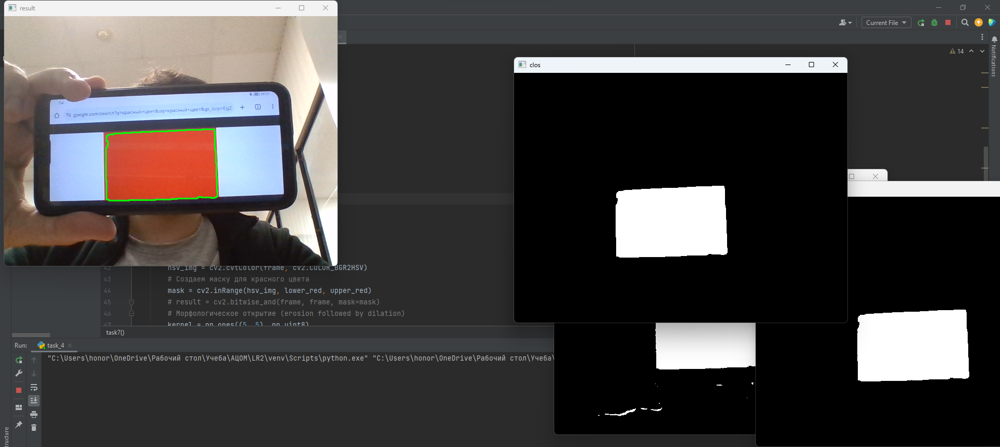 result
Current File
14
Notifications
clos
google.com/search?q=красный+цвет&oq=красный+цвет&gs_lcrp=EgZ
42 hsv_img = cv2.cvtColor(frame, cv2.COLOR_BGR2HSV)
43 # Создаем маску для красного цвета
44 mask = cv2.inRange(hsv_img, lower_red, upper_red)
45 # result = cv2.bitwise_and(frame, frame, mask=mask)
46 # Морфологическое открытие (erosion followed by dilation)
47 kernel = np.ones((5, 5), np.uint8)
task7()
Run: task_4
"C:\Users\honor\OneDrive\Рабочий стол\Учеба\АЦОМ\LR2\venv\Scripts\python.exe" "C:\Users\honor\OneDrive\Рабочий стол\Учеба\
tructure